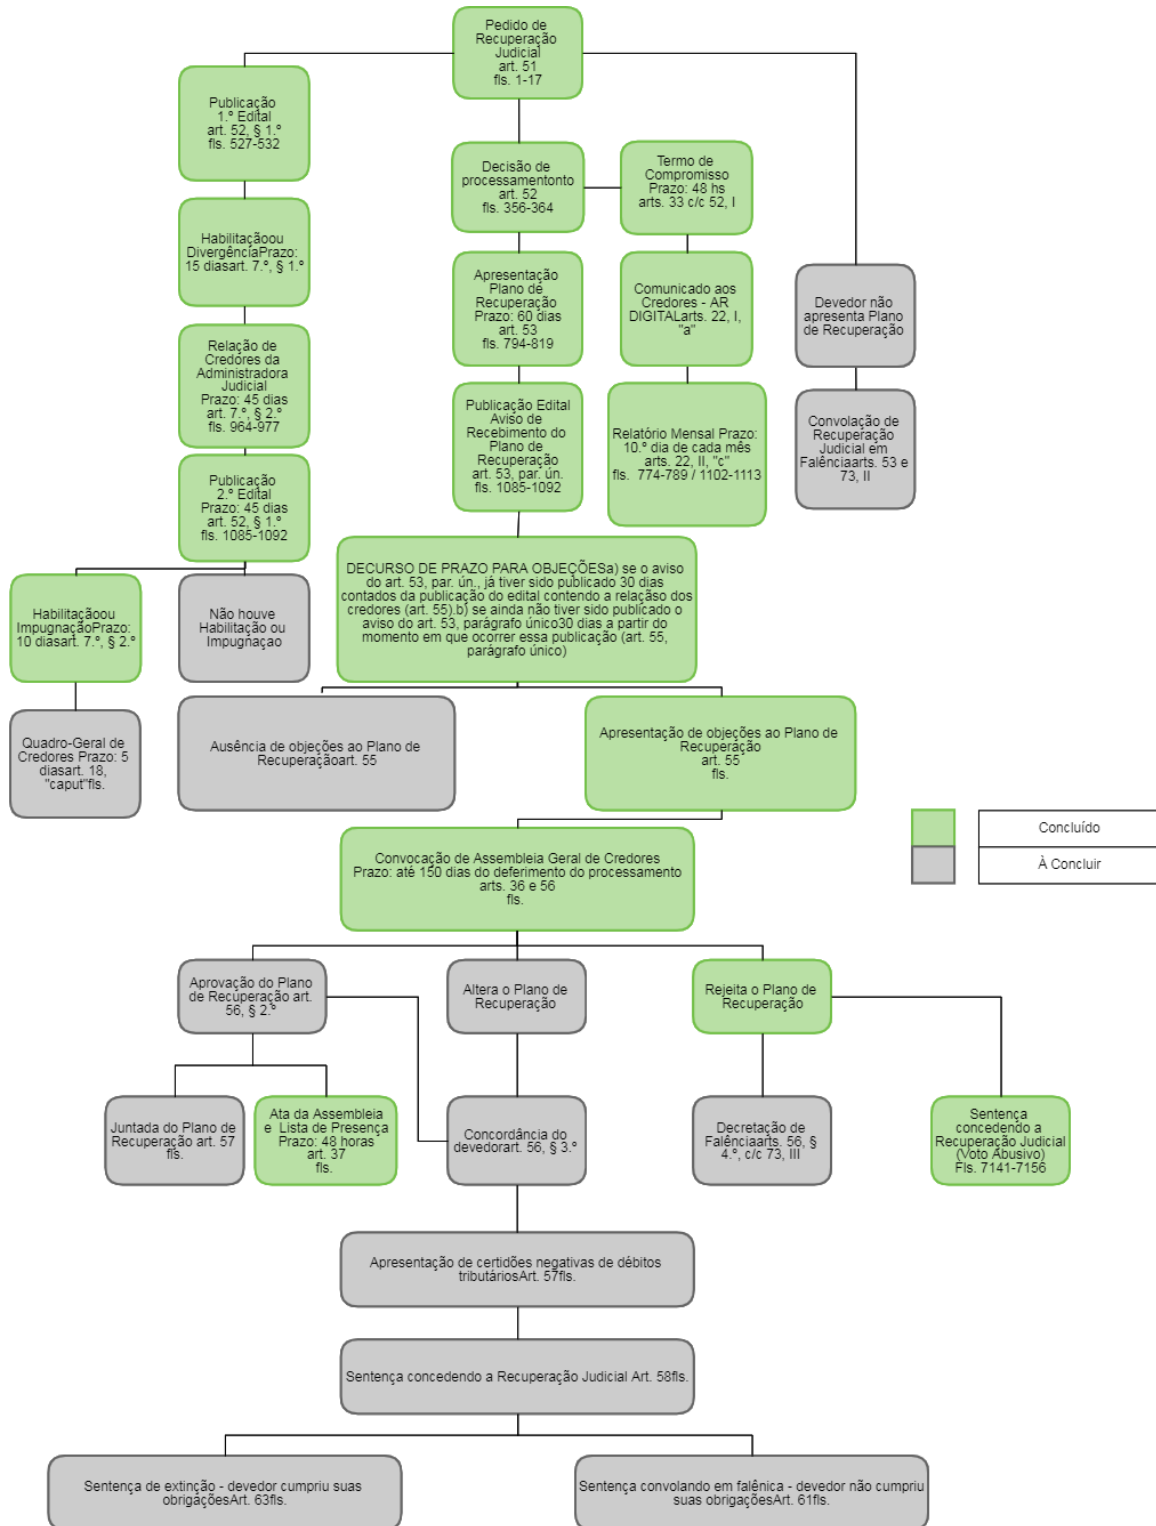 Pedido de
Recuperação
Judicial
art. 51
fls. 1-17
Publicação
1.º Edital
art. 52, § 1.º
fls. 527-532
Decisão de
processamentonto
art. 52
fls. 356-364
Termo de
Compromisso
Prazo: 48 hs
arts. 33 c/c 52, I
Habilitaçãoou
DivergênciaPrazo:
15 diasart. 7.º, § 1.º
Apresentação
Plano de
Recuperação
Prazo: 60 dias
art. 53
fls. 794-819
Comunicado aos
Credores - AR
DIGITALarts. 22, I,
"a"
Devedor não
apresenta Plano
de Recuperação
Relação de
Credores da
Administradora
Judicial
Prazo: 45 dias
art. 7.º, § 2.º
fls. 964-977
Publicação Edital
Aviso de
Recebimento do
Plano de
Recuperação
art. 53, par. ún.
fls. 1085-1092
Relatório Mensal Prazo:
10.º dia de cada mês
arts. 22, II, "c"
fls. 774-789 / 1102-1113
Convolação de
Recuperação
Judicial em
Falênciaarts. 53 e
73, II
Publicação
2.º Edital
Prazo: 45 dias
art. 52, § 1.º
fls. 1085-1092
DECURSO DE PRAZO PARA OBJEÇÕESa) se o aviso
do art. 53, par. ún., já tiver sido publicado 30 dias
contados da publicação do edital contendo a relaçãso dos
credores (art. 55).b) se ainda não tiver sido publicado o
aviso do art. 53, parágrafo único30 dias a partir do
momento em que ocorrer essa publicação (art. 55,
parágrafo único)
Habilitaçãoou
ImpugnaçãoPrazo:
10 diasart. 7.º, § 2.º
Não houve
Habilitação ou
Impugnaçao
Quadro-Geral de
Credores Prazo: 5
diasart. 18,
"caput"fls.
Ausência de objeções ao Plano de
Recuperaçãoart. 55
Apresentação de objeções ao Plano de
Recuperação
art. 55
fls.
Concluído
À Concluir
Convocação de Assembleia Geral de Credores
Prazo: até 150 dias do deferimento do processamento
arts. 36 e 56
fls.
Aprovação do Plano
de Recuperação art.
56, § 2.º
Altera o Plano de
Recuperação
Rejeita o Plano de
Recuperação
Juntada do Plano de
Recuperação art. 57
fls.
Ata da Assembleia
e Lista de Presença
Prazo: 48 horas
art. 37
fls.
Concordância do
devedorart. 56, § 3.º
Decretação de
Falênciaarts. 56, §
4.º, c/c 73, III
Sentença
concedendo a
Recuperação Judicial
(Voto Abusivo)
Fls. 7141-7156
Apresentação de certidões negativas de débitos
tributáriosArt. 57fls.
Sentença concedendo a Recuperação Judicial Art. 58fls.
Sentença de extinção - devedor cumpriu suas
obrigaçõesArt. 63fls.
Sentença convolando em falênica - devedor não cumpriu
suas obrigaçõesArt. 61fls.